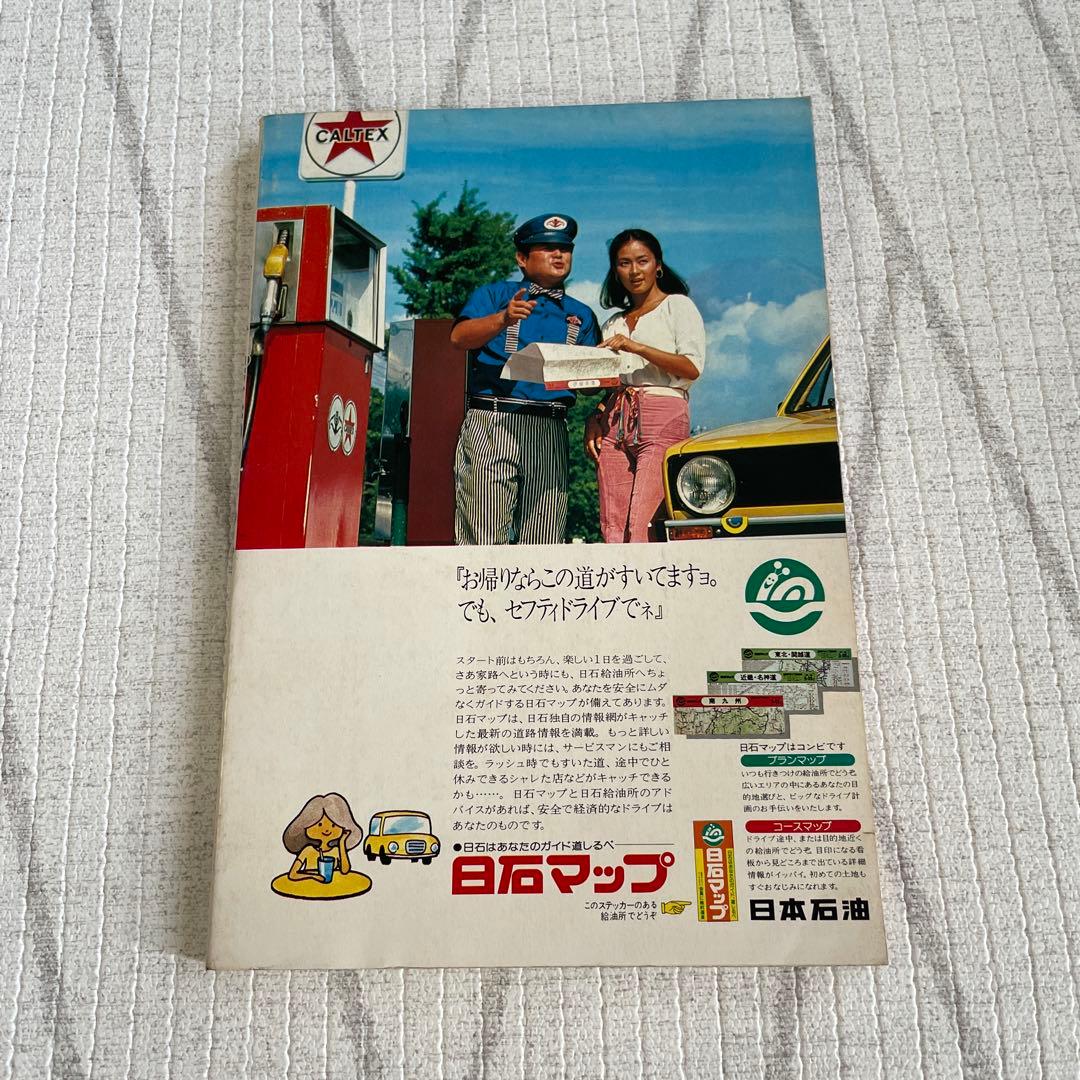 CALTEX
『お帰りならこの道がすいてますヨ。
でも、セフティドライブでネ』
スタート前はもちろん、楽しい1日を過ごして、
さあ家路へという時にも、日石給油所へちょ
っと寄ってみてください。あなたを安全にムダ
なくガイドする日石マップが備えてあります。
日石マップは、日石独自の情報網がキャッチ
した最新の道路情報を満載。もっと詳しい
情報が欲しい時には、サービスマンにもご相
談を。ラッシュ時でもすいた道、途中でひと
休みできるシャレた店などがキャッチできる
かも……。日石マップと日石給油所のアド
バイスがあれば、安全で経済的なドライブは
あなたのものです。
●日石はあなたのガイド道しるべ
日石マップ
このステッカーのある
給油所でどうぞ
東北・関越道
近畿・名神道
南九州
日石マップはコンビです
プランマップ
いつも行きつけの給油所でどうぞ。
広いエリアの中にあるあなたの目
的地選びと、ビッグなドライブ計
画のお手伝いをいたします。
コースマップ
ドライブ途中、または目的地近く
の給油所でどうぞ。目印になる看
板から見どころまで出ている詳細
情報がイッパイ。初めての土地も
すぐおなじみになれます。
日石マップ
日本石油